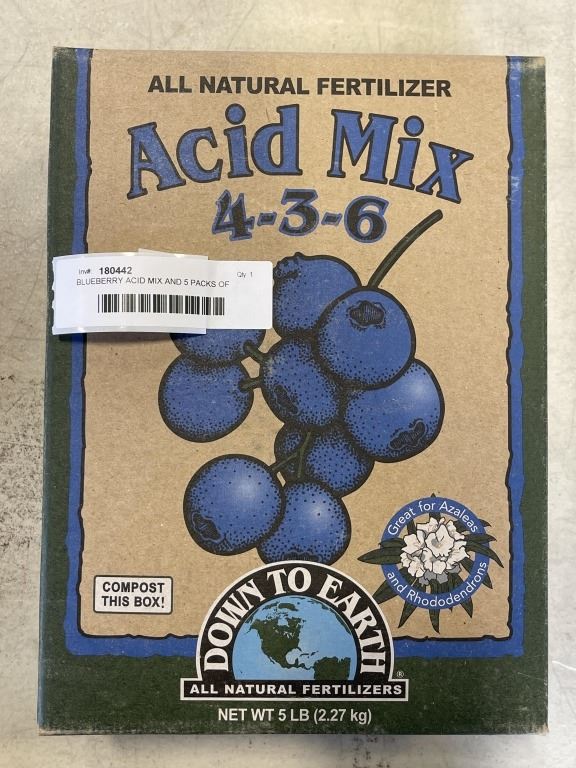 ALL NATURAL FERTILIZER
Acid Mix
4-3-6
Inv#: 180442 Qty 1
BLUEBERRY ACID MIX AND 5 PACKS OF
Great for Azaleas
and Rhododendrons
COMPOST
THIS BOX!
DOWN TO EARTH®
ALL NATURAL FERTILIZERS
NET WT 5 LB (2.27 kg)